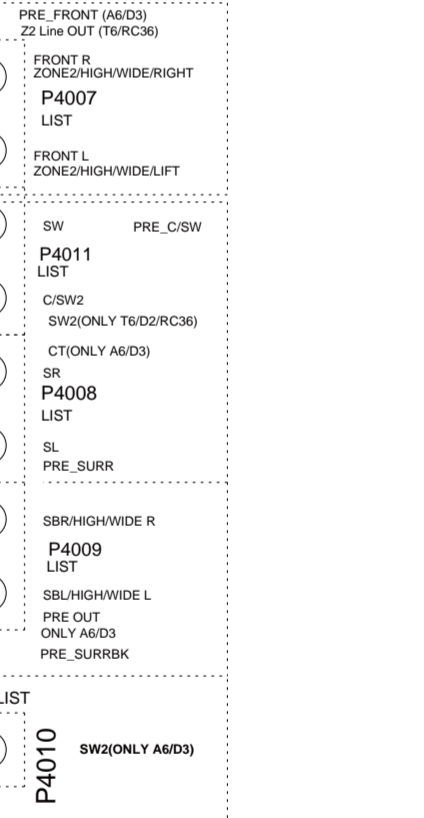 PRE_FRONT (A6/D3)
Z2 Line OUT (T6/RC36)
FRONT R
ZONE2/HIGH/WIDE/RIGHT
P4007
LIST
FRONT L
ZONE2/HIGH/WIDE/LIFT
SW PRE_C/SW
P4011
LIST
C/SW2
SW2(ONLY T6/D2/RC36)
CT(ONLY A6/D3)
SR
P4008
LIST
SL
PRE_SURR
SBR/HIGH/WIDE R
P4009
LIST
SBL/HIGH/WIDE L
PRE OUT
ONLY A6/D3
PRE_SURRBK
LIST
P4010
SW2(ONLY A6/D3)